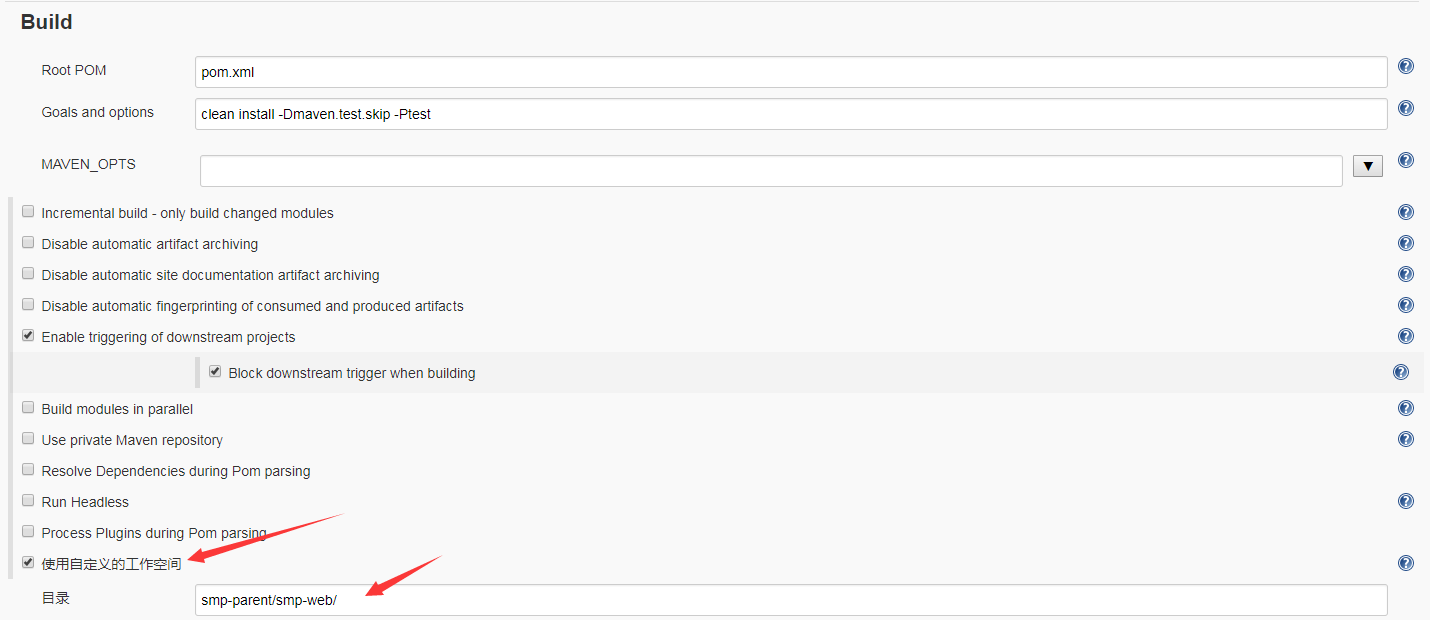 Build
Root POM
pom.xml
Goals and options
clean install -Dmaven.test.skip -Ptest
MAVEN_OPTS
Incremental build - only build changed modules
Disable automatic artifact archiving
Disable automatic site documentation artifact archiving
Disable automatic fingerprinting of consumed and produced artifacts
Enable triggering of downstream projects
Block downstream trigger when building
Build modules in parallel
Use private Maven repository
Resolve Dependencies during Pom parsing
Run Headless
Process Plugins during Pom parsing
使用自定义的工作空间
目录
smp-parent/smp-web/